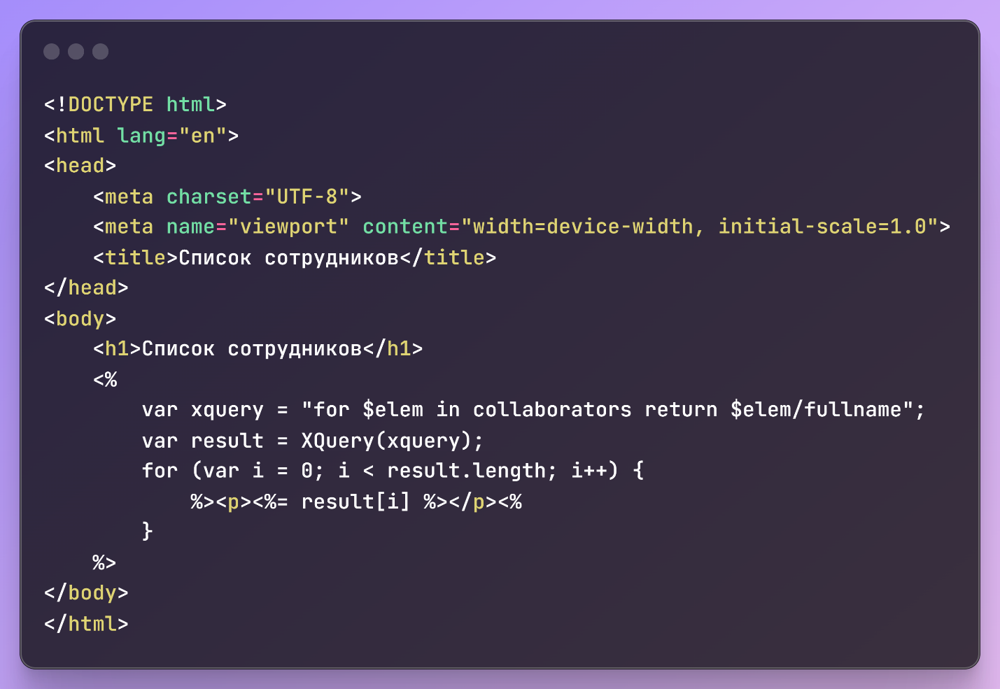 <!DOCTYPE html>
<html lang="en">
<head>
    <meta charset="UTF-8">
    <meta name="viewport" content="width=device-width, initial-scale=1.0">
    <title>Список сотрудников</title>
</head>
<body>
    <h1>Список сотрудников</h1>
    <%
        var xquery = "for $elem in collaborators return $elem/fullname";
        var result = XQuery(xquery);
        for (var i = 0; i < result.length; i++) {
            %><p><%= result[i] %></p><%
        }
    %>
</body>
</html>